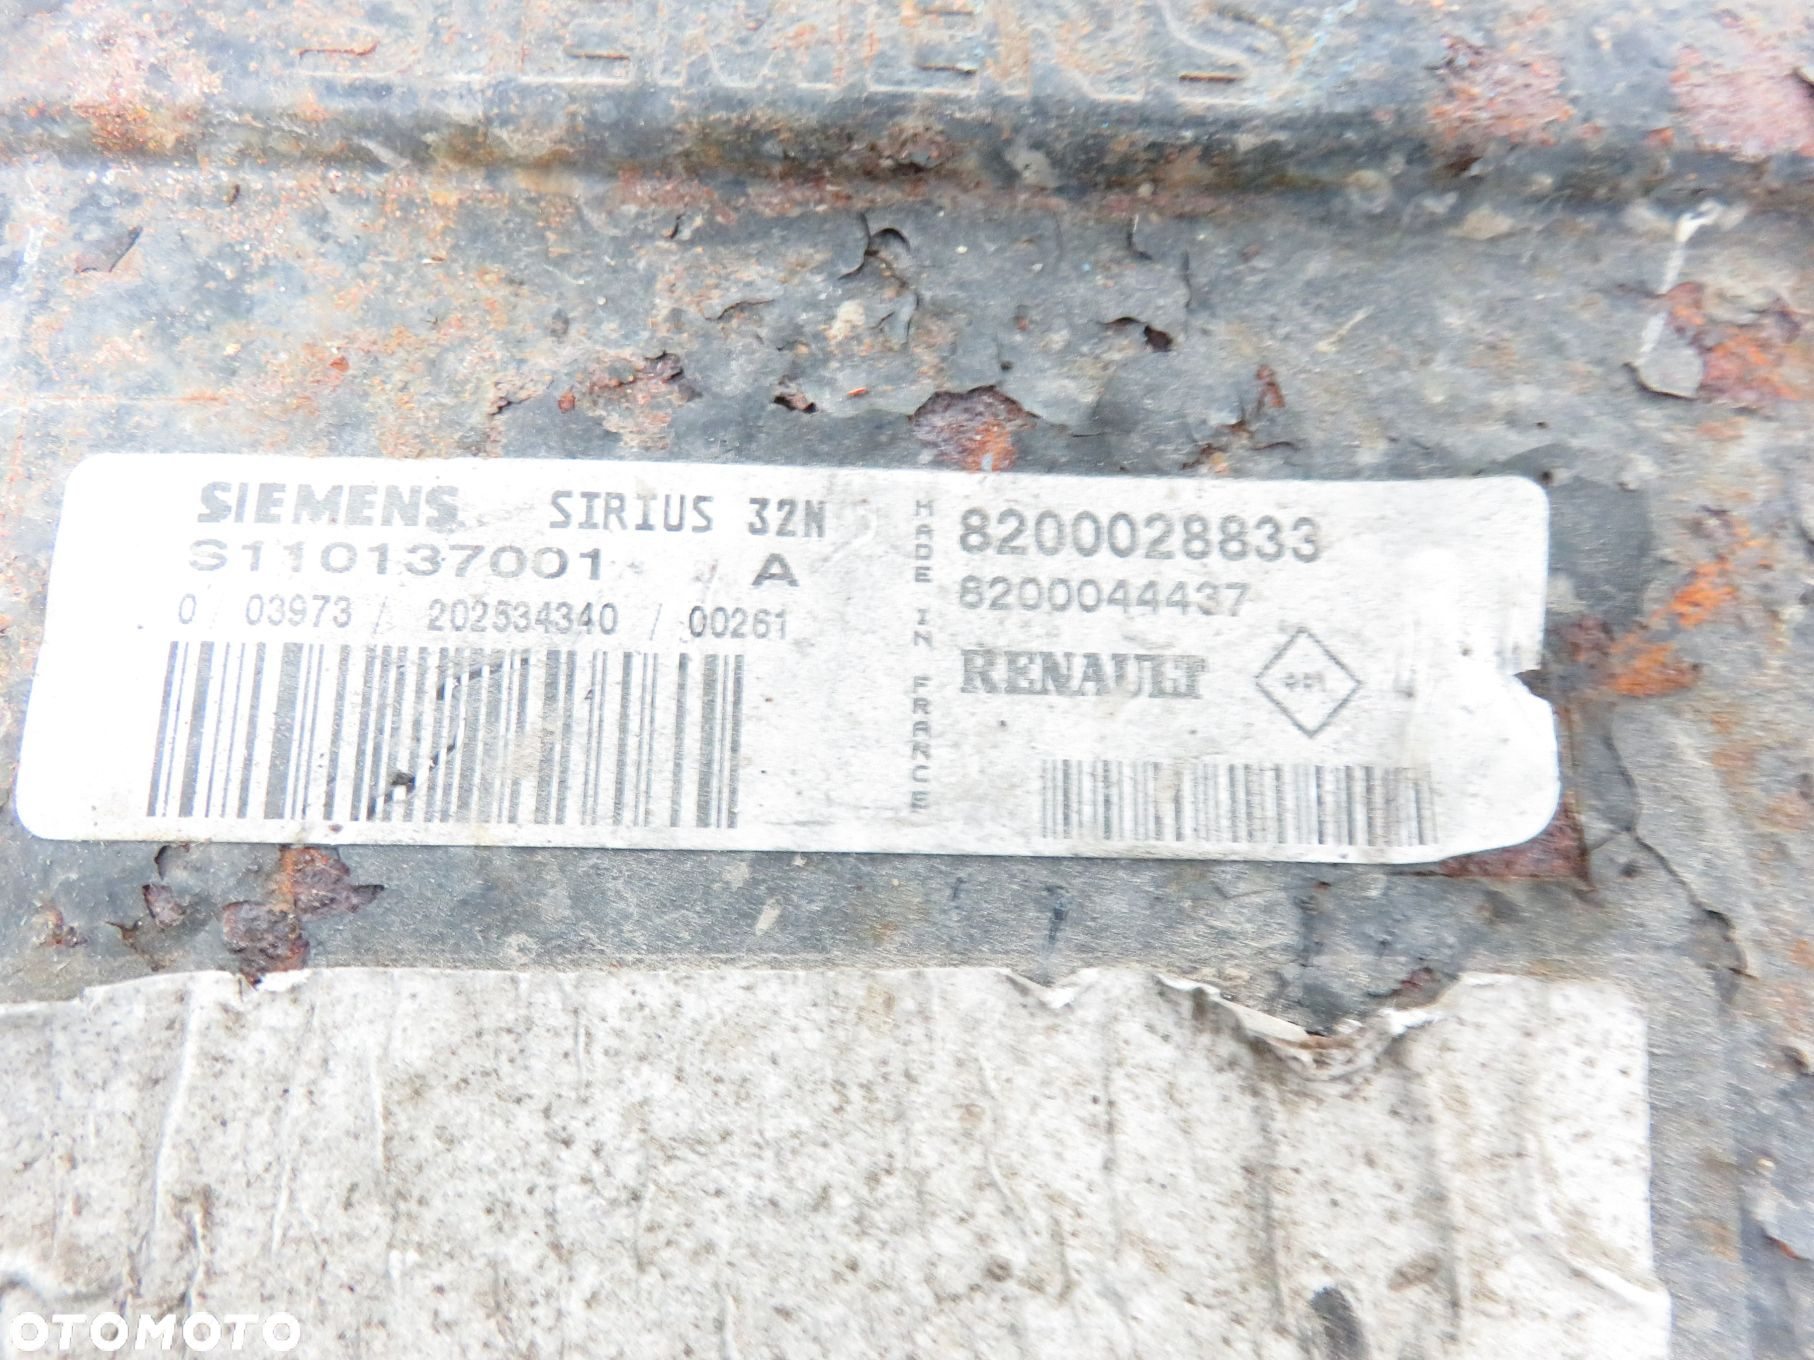 SIEMENS
SIEMENS SIRIUS 32N
S110137001 A
0 / 03973 / 202534340 / 00261
MADE IN FRANCE
8200028833
8200044437
RENAULT
OTOMOTO